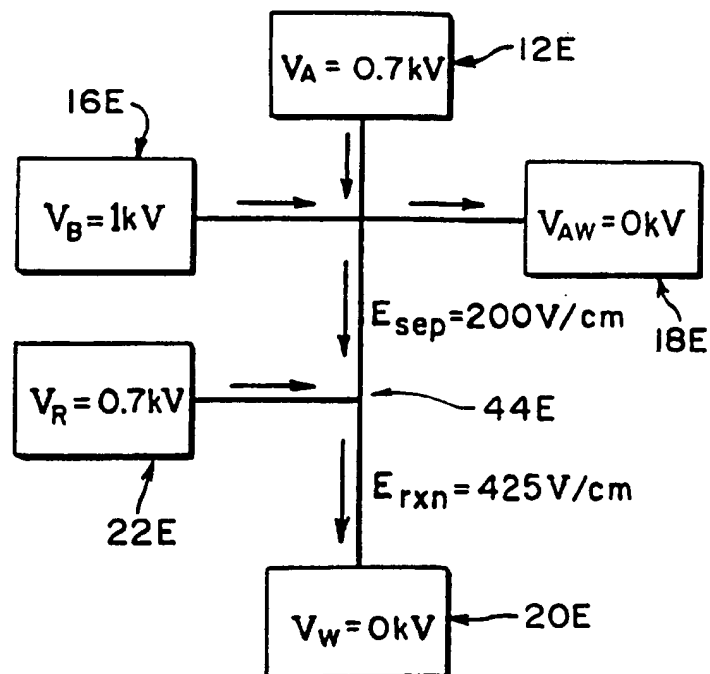 12E
V_A = 0.7kV
16E
V_B = 1kV
V_AW = 0kV
18E
E_sep = 200V/cm
V_R = 0.7kV
44E
22E
E_rxn = 425V/cm
V_W = 0kV
20E